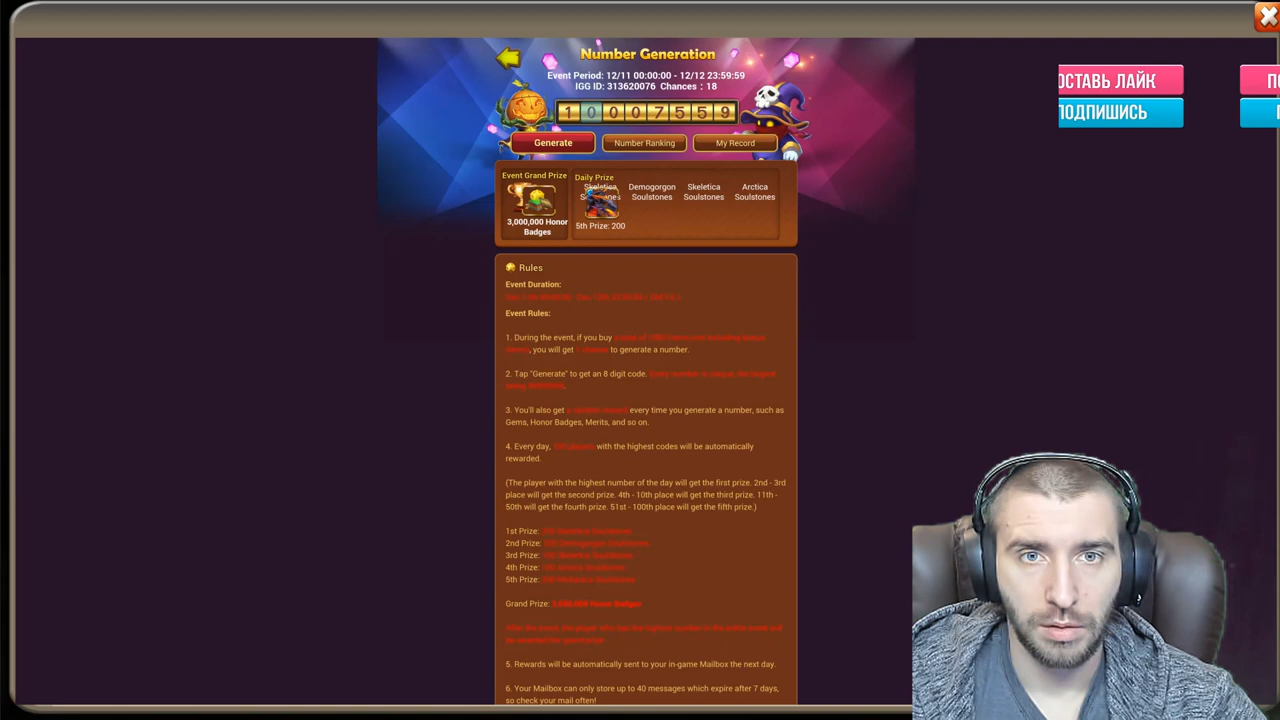 Number Generation
Event Period: 12/11 00:00:00 - 12/12 23:59:59
IGG ID: 313620076 Chances : 18
10007559
Generate
Number Ranking
My Record
Event Grand Prize
3,000,000 Honor
Badges
Daily Prize
Skeletica
Soulstones
Demogorgon
Soulstones
Skeletica
Soulstones
Arctica
Soulstones
5th Prize: 200
ОСТАВЬ ЛАЙК
ПОДПИШИСЬ
Rules
Event Duration:
Event Rules:
1. During the event, if you buy
, you will get to generate a number.
2. Tap "Generate" to get an 8 digit code.
3. You'll also get every time you generate a number, such as
Gems, Honor Badges, Merits, and so on.
4. Every day, with the highest codes will be automatically
rewarded.
(The player with the highest number of the day will get the first prize. 2nd - 3rd
place will get the second prize. 4th - 10th place will get the third prize. 11th -
50th will get the fourth prize. 51st - 100th place will get the fifth prize.)
1st Prize:
2nd Prize:
3rd Prize:
4th Prize:
5th Prize:
Grand Prize: 3,000,000 Honor Badges
5. Rewards will be automatically sent to your in-game Mailbox the next day.
6. Your Mailbox can only store up to 40 messages which expire after 7 days,
so check your mail often!